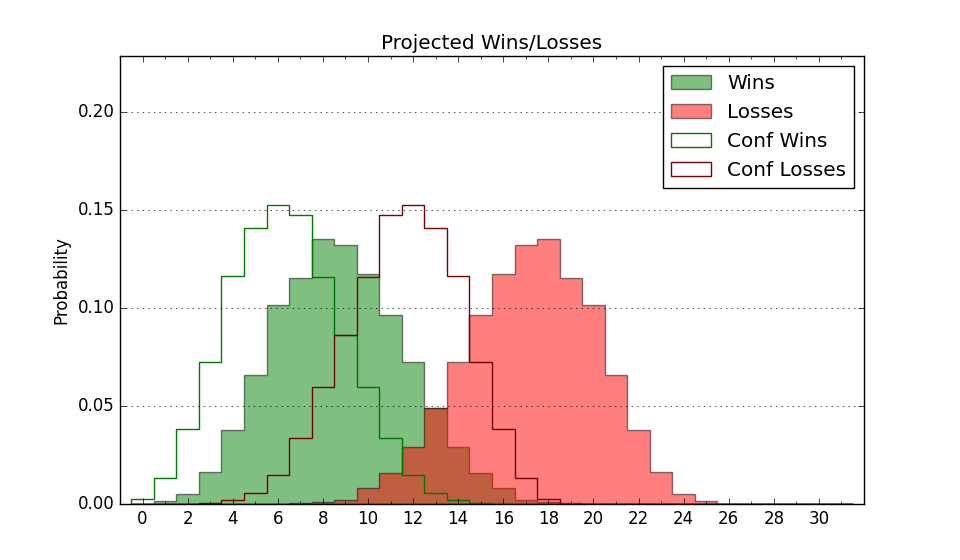 Projected Wins/Losses
Wins
Losses
Conf Wins
Conf Losses
Probability
0.20
0.15
0.10
0.05
0.00
0 2 4 6 8 10 12 14 16 18 20 22 24 26 28 30